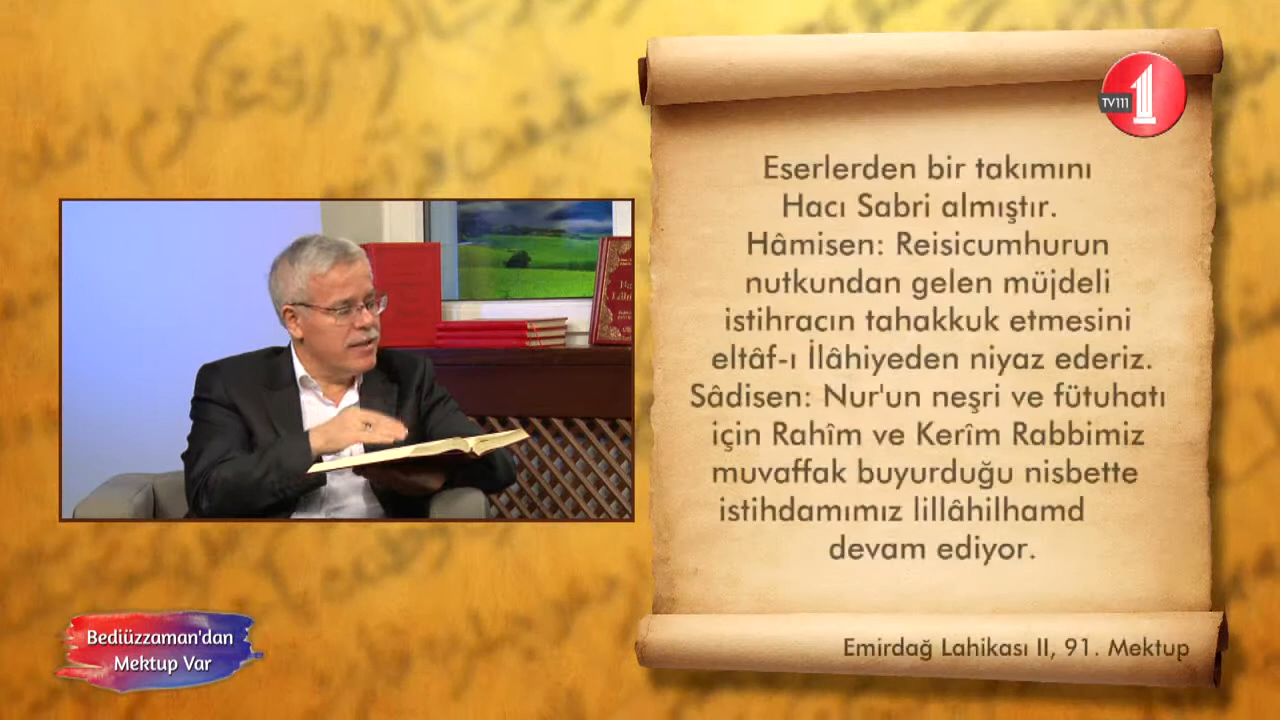 TV111
1
Eserlerden bir takımını
Hacı Sabri almıştır.
Hâmisen: Reisicumhurun
nutkundan gelen müjdeli
istihracın tahakkuk etmesini
eltâf-ı İlâhiyeden niyaz ederiz.
Sâdisen: Nur'un neşri ve fütuhatı
için Rahîm ve Kerîm Rabbimiz
muvaffak buyurduğu nisbette
istihdamımız lillâhilhamd
devam ediyor.
Emirdağ Lahikası II, 91. Mektup
Bediüzzaman'dan
Mektup Var